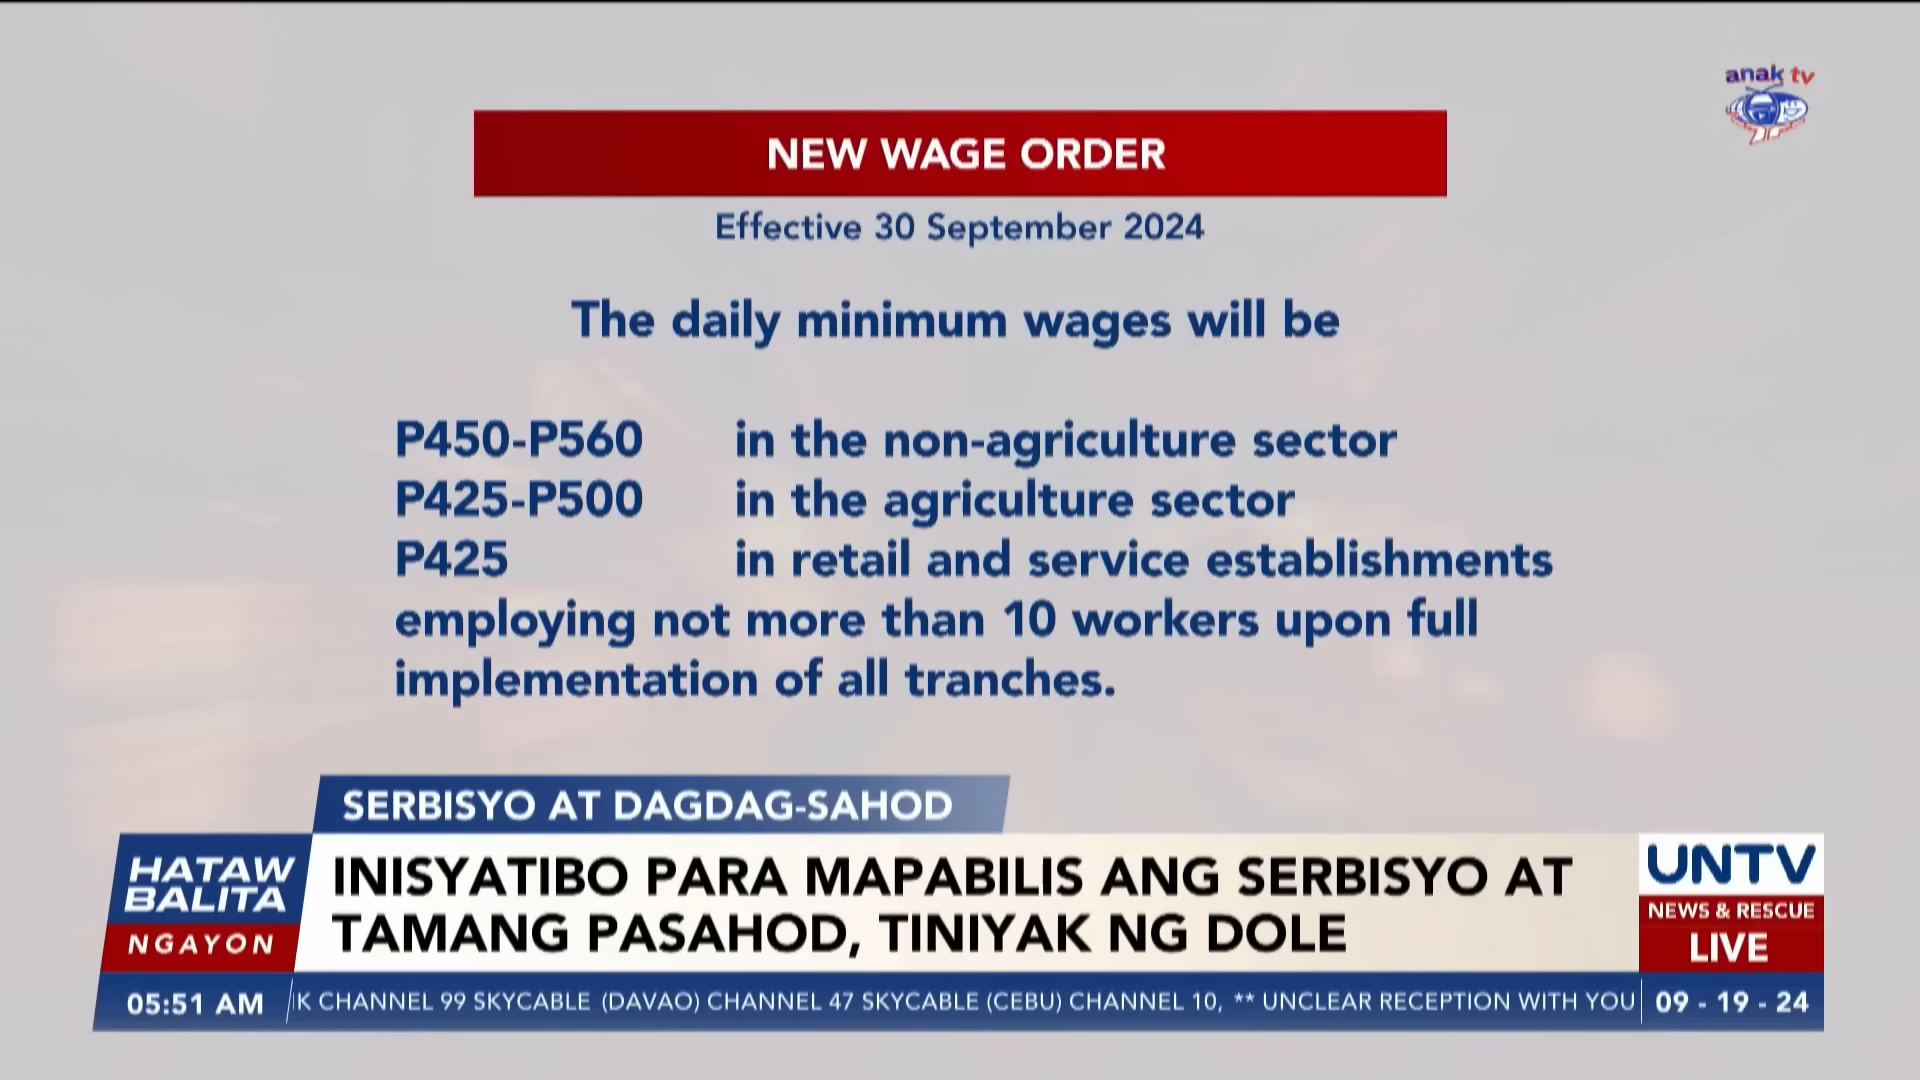 anak tv
NEW WAGE ORDER
Effective 30 September 2024
The daily minimum wages will be
P450-P560 in the non-agriculture sector
P425-P500 in the agriculture sector
P425 in retail and service establishments
employing not more than 10 workers upon full
implementation of all tranches.
SERBISYO AT DAGDAG-SAHOD
HATAW
BALITA
NGAYON
INISYATIBO PARA MAPABILIS ANG SERBISYO AT
TAMANG PASAHOD, TINIYAK NG DOLE
UNTV
NEWS & RESCUE
LIVE
05:51 AM
K CHANNEL 99 SKYCABLE (DAVAO) CHANNEL 47 SKYCABLE (CEBU) CHANNEL 10, ** UNCLEAR RECEPTION WITH YOU
09 - 19 - 24